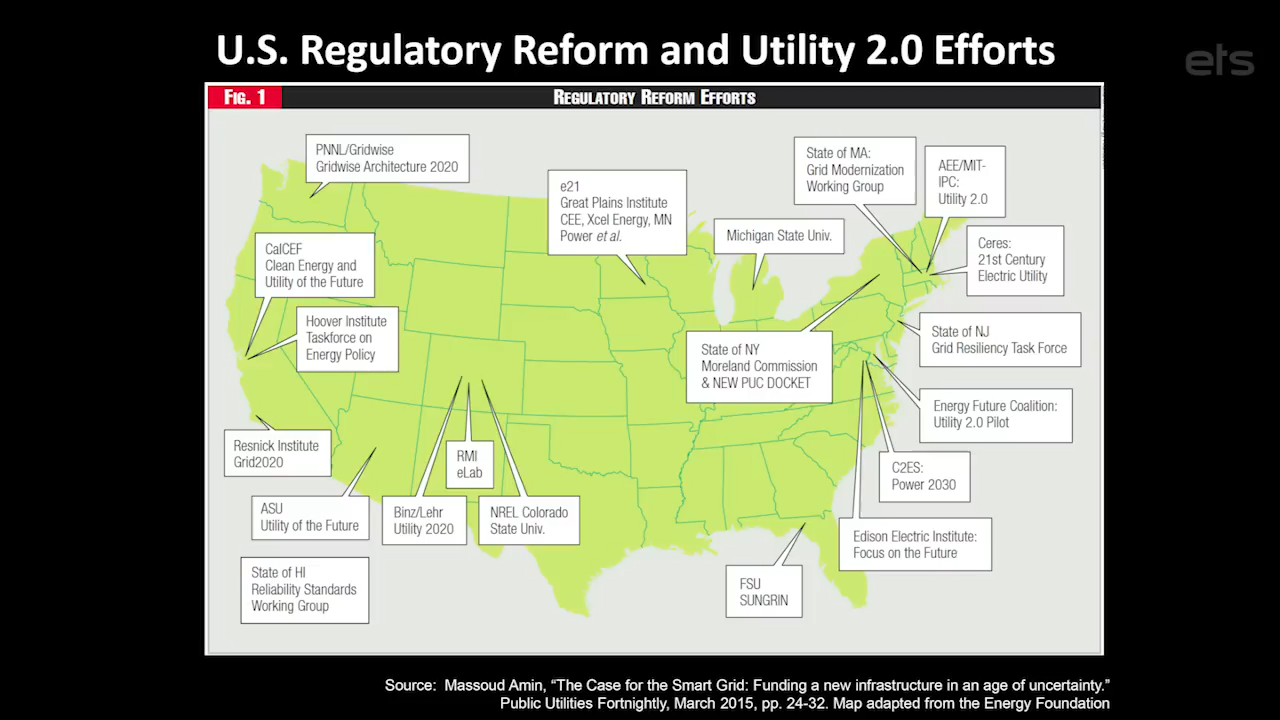 U.S. Regulatory Reform and Utility 2.0 Efforts
ets
FIG. 1
REGULATORY REFORM EFFORTS
PNNL/Gridwise
Gridwise Architecture 2020
e21
Great Plains Institute
CEE, Xcel Energy, MN
Power et al.
State of MA:
Grid Modernization
Working Group
AEE/MIT-
IPC:
Utility 2.0
Michigan State Univ.
Ceres:
21st Century
Electric Utility
CalCEF
Clean Energy and
Utility of the Future
Hoover Institute
Taskforce on
Energy Policy
State of NY
Moreland Commission
& NEW PUC DOCKET
State of NJ
Grid Resiliency Task Force
Energy Future Coalition:
Utility 2.0 Pilot
Resnick Institute
Grid2020
RMI
eLab
C2ES:
Power 2030
ASU
Utility of the Future
Binz/Lehr
Utility 2020
NREL Colorado
State Univ.
Edison Electric Institute:
Focus on the Future
State of HI
Reliability Standards
Working Group
FSU
SUNGRIN
Source: Massoud Amin, “The Case for the Smart Grid: Funding a new infrastructure in an age of uncertainty.”
Public Utilities Fortnightly, March 2015, pp. 24-32. Map adapted from the Energy Foundation